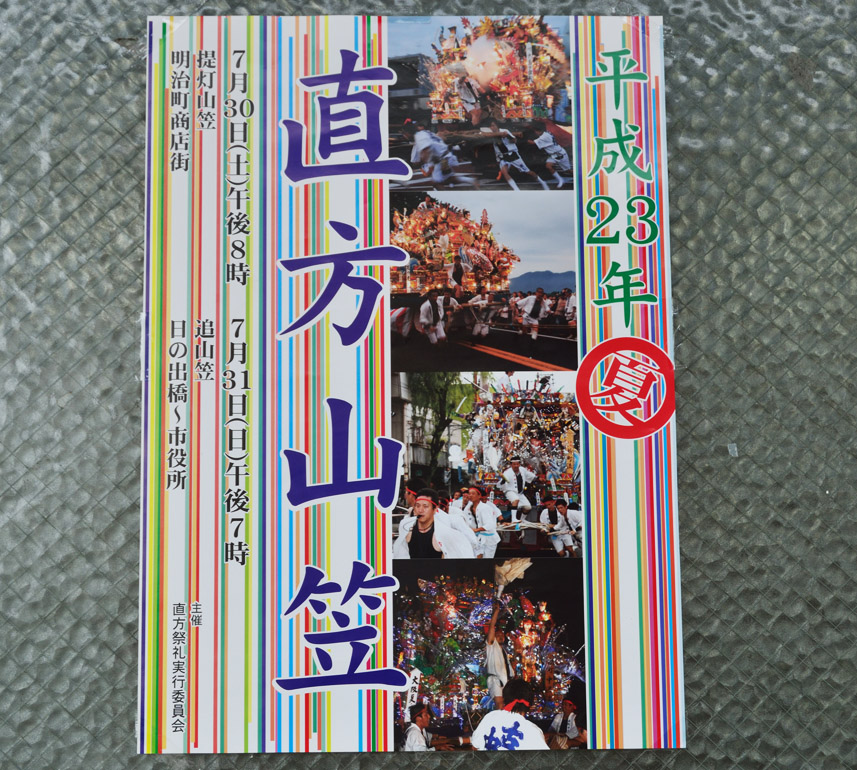 平成23年
夏
直方山笠
7月30日(土)午後8時
提灯山笠
明治町商店街
7月31日(日)午後7時
追山笠
日の出橋～市役所
主催
直方祭礼実行委員会